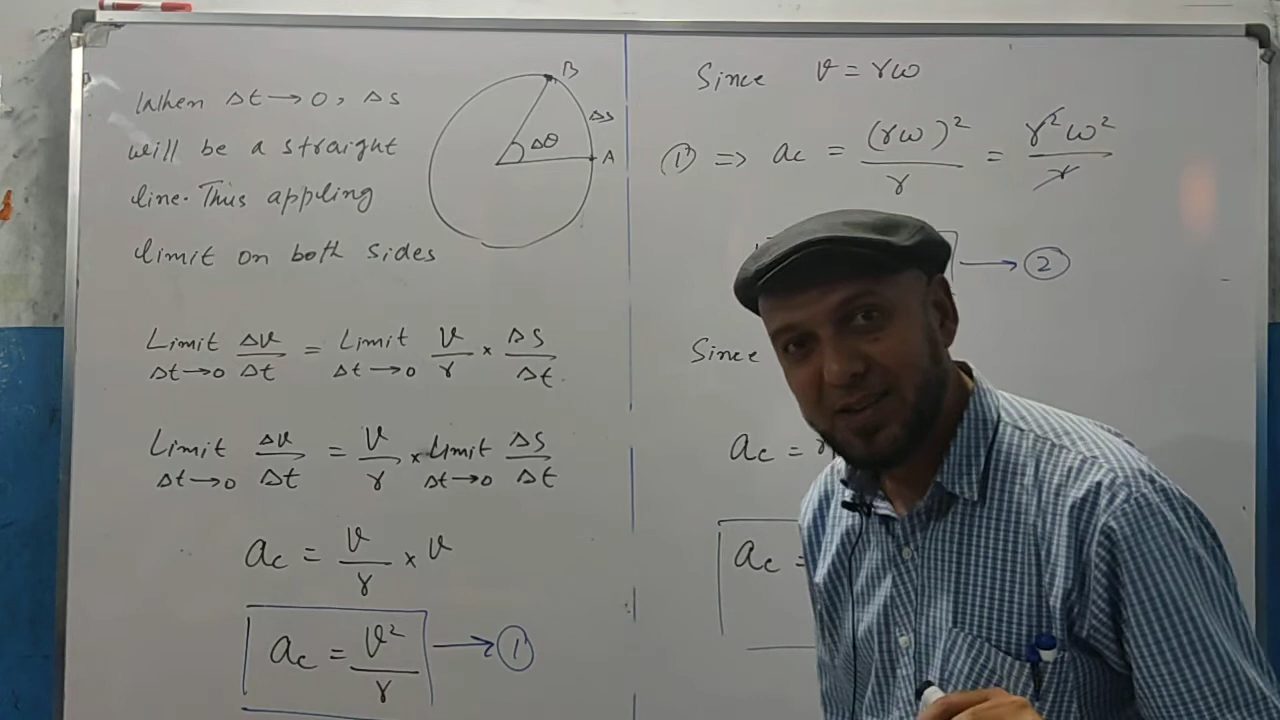 When Δt → 0, Δs
will be a straight
line. Thus appling
limit on both sides
B
Δs
Δθ
A
Limit Δt→0 Δv/Δt = Limit Δt→0 v/r × Δs/Δt
Limit Δt→0 Δv/Δt = v/r × Limit Δt→0 Δs/Δt
ac = v/r × v
ac = v²/r → ①
Since v = rω
① ⇒ ac = (rω)²/r = r²ω²/r
→ ②
Since
ac =
ac =